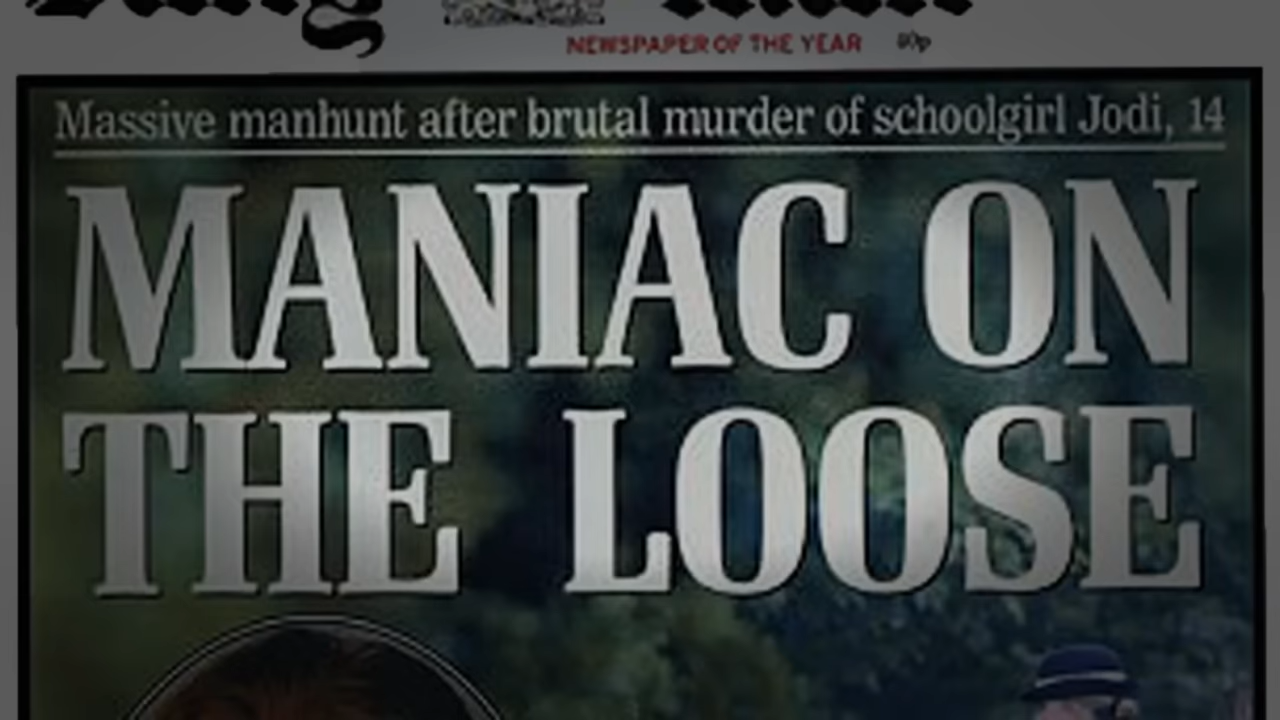 NEWSPAPER OF THE YEAR
Massive manhunt after brutal murder of schoolgirl Jodi, 14
MANIAC ON
THE LOOSE